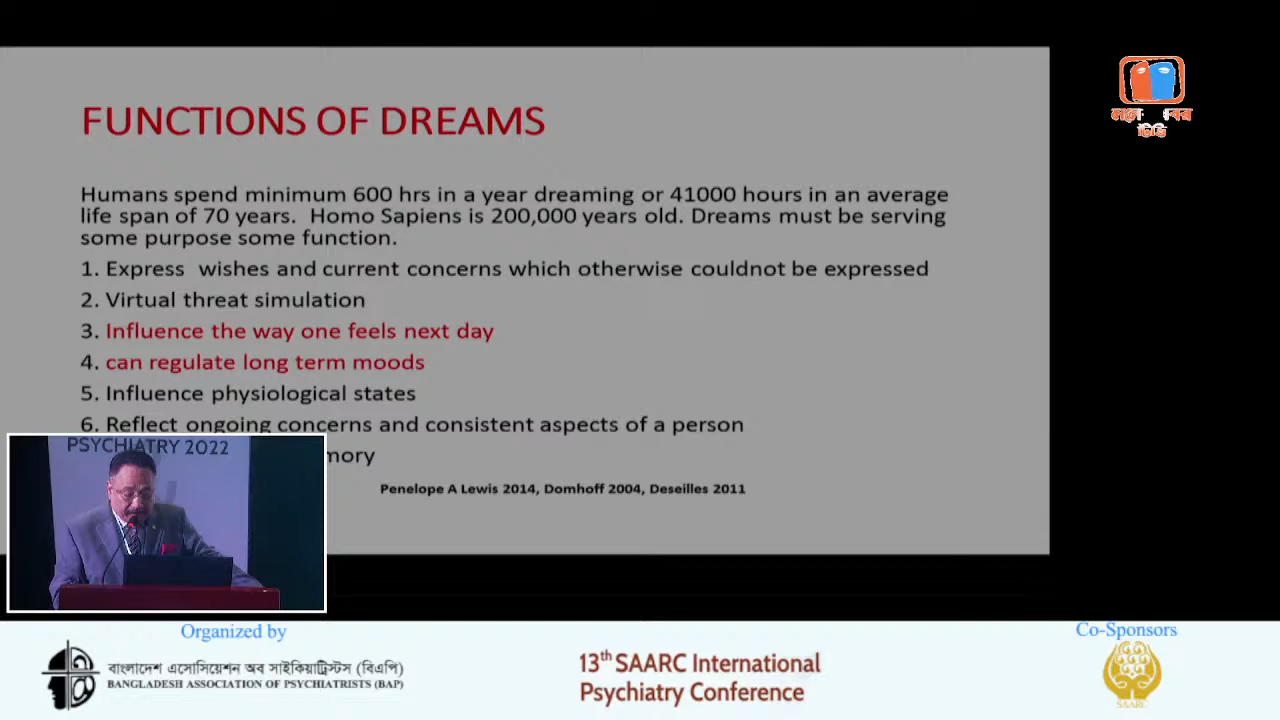 FUNCTIONS OF DREAMS
Humans spend minimum 600 hrs in a year dreaming or 41000 hours in an average
life span of 70 years. Homo Sapiens is 200,000 years old. Dreams must be serving
some purpose some function.
1. Express wishes and current concerns which otherwise couldnot be expressed
2. Virtual threat simulation
3. Influence the way one feels next day
4. can regulate long term moods
5. Influence physiological states
6. Reflect ongoing concerns and consistent aspects of a person
mory
Penelope A Lewis 2014, Domhoff 2004, Deseilles 2011
PSYCHIATRY 2022
টিভি
Organized by
বাংলাদেশ এসোসিয়েশন অব সাইকিয়াট্রিস্টস (বিএপি)
BANGLADESH ASSOCIATION OF PSYCHIATRISTS (BAP)
13th SAARC International
Psychiatry Conference
Co-Sponsors
SAARC